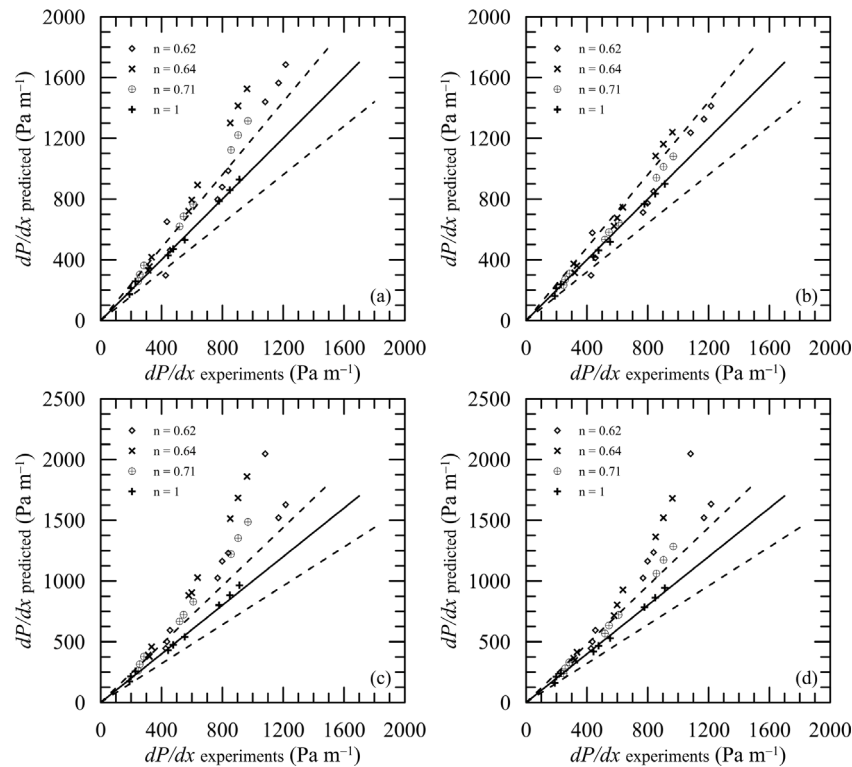 2000
1600
1200
800
400
0
dP/dx predicted (Pa m⁻¹)
n = 0.62
n = 0.64
n = 0.71
n = 1
(a)
0 400 800 1200 1600 2000
dP/dx experiments (Pa m⁻¹)
2000
1600
1200
800
400
0
dP/dx predicted (Pa m⁻¹)
n = 0.62
n = 0.64
n = 0.71
n = 1
(b)
0 400 800 1200 1600 2000
dP/dx experiments (Pa m⁻¹)
2500
2000
1500
1000
500
0
dP/dx predicted (Pa m⁻¹)
n = 0.62
n = 0.64
n = 0.71
n = 1
(c)
0 400 800 1200 1600 2000
dP/dx experiments (Pa m⁻¹)
2500
2000
1500
1000
500
0
dP/dx predicted (Pa m⁻¹)
n = 0.62
n = 0.64
n = 0.71
n = 1
(d)
0 400 800 1200 1600 2000
dP/dx experiments (Pa m⁻¹)